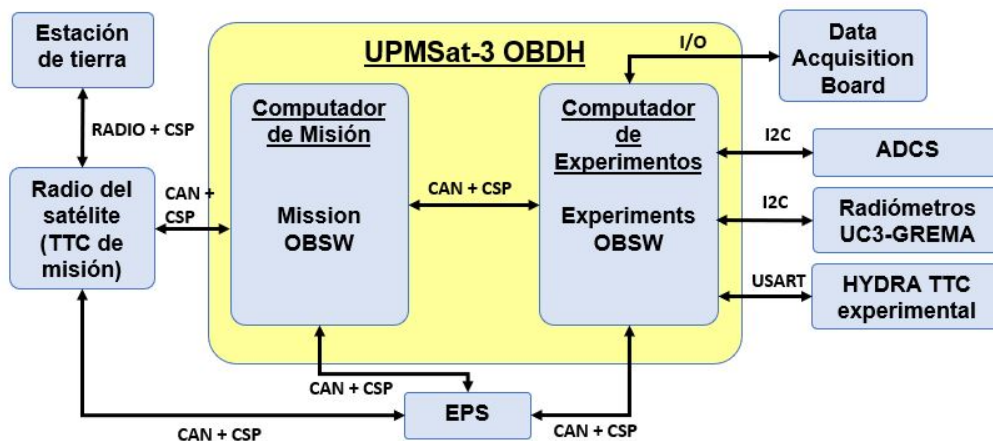 Estación
de tierra
RADIO + CSP
Radio del
satélite
(TTC de
misión)
CAN +
CSP
UPMSat-3 OBDH
Computador
de Misión
Mission
OBSW
CAN + CSP
Computador
de
Experimentos
Experiments
OBSW
I/O
Data
Acquisition
Board
I2C
ADCS
I2C
Radiómetros
UC3-GREMA
USART
HYDRA TTC
experimental
CAN + CSP
EPS
CAN + CSP
CAN + CSP